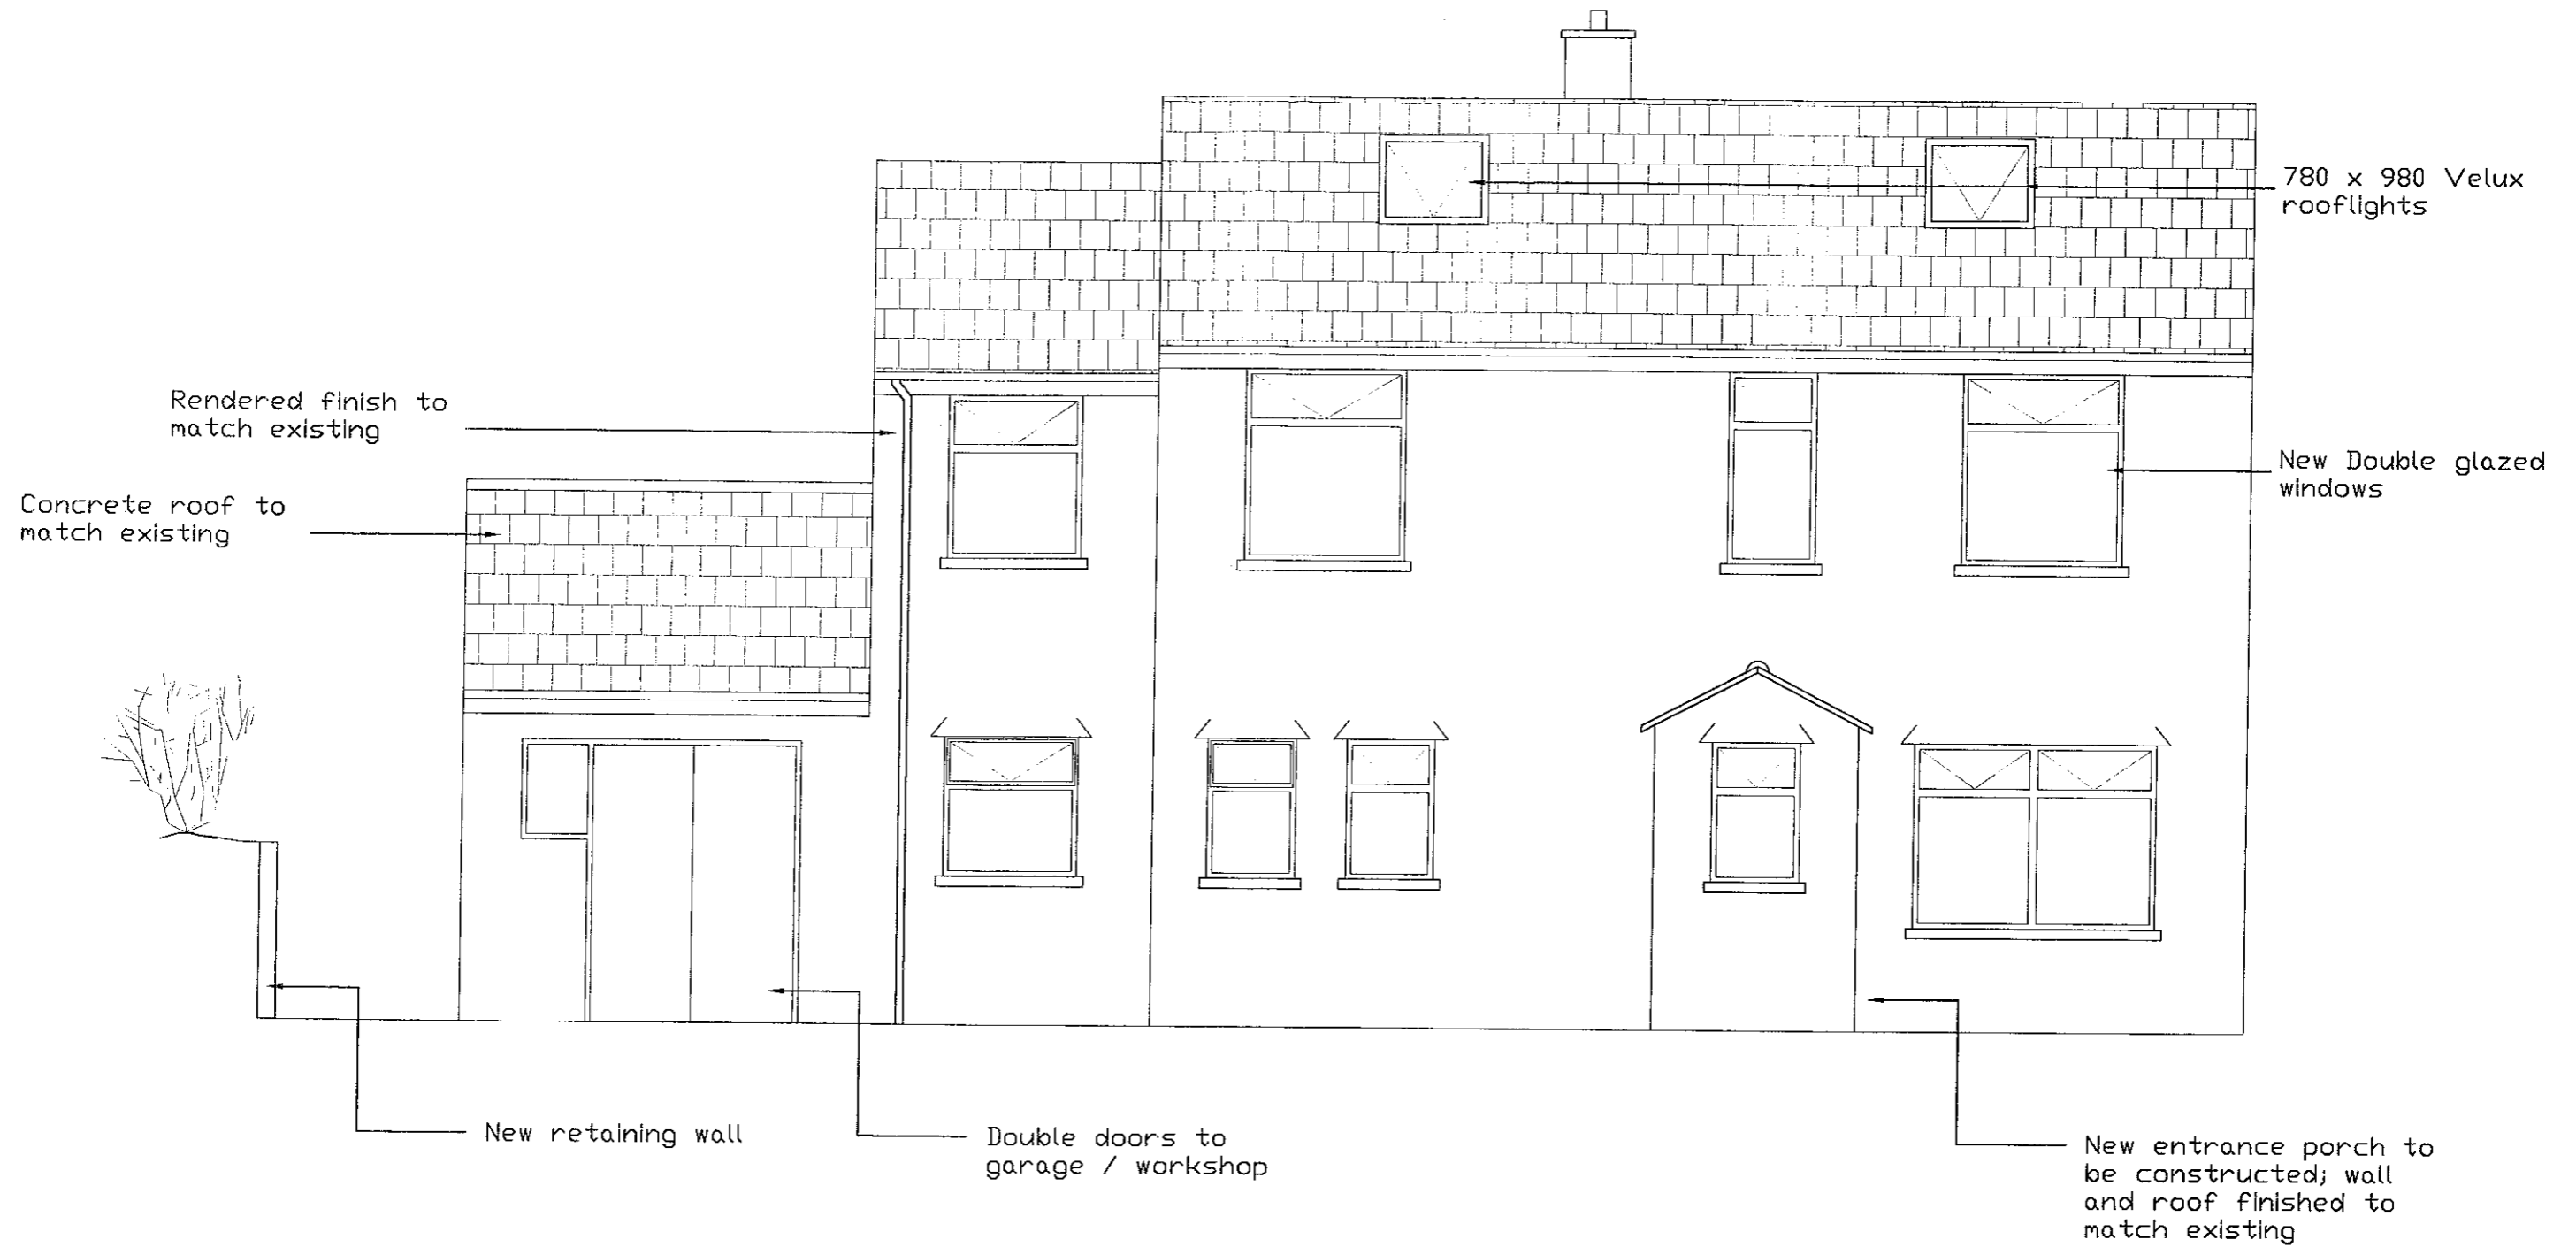 780 x 980 Velux
rooflights
Rendered finish to
match existing
New Double glazed
windows
Concrete roof to
match existing
New retaining wall
Double doors to
garage / workshop
New entrance porch to
be constructed; wall
and roof finished to
match existing